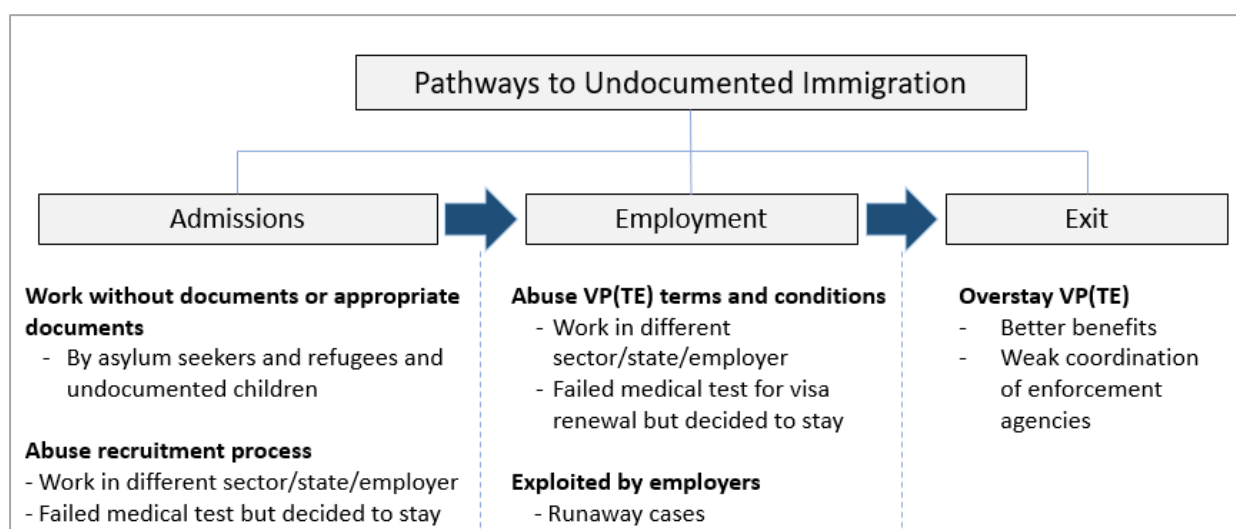 Pathways to Undocumented Immigration
Admissions
Employment
Exit
Work without documents or appropriate
documents
- By asylum seekers and refugees and
undocumented children
Abuse recruitment process
- Work in different sector/state/employer
- Failed medical test but decided to stay
Abuse VP(TE) terms and conditions
- Work in different
sector/state/employer
- Failed medical test for visa
renewal but decided to stay
Exploited by employers
- Runaway cases
Overstay VP(TE)
- Better benefits
- Weak coordination
of enforcement
agencies